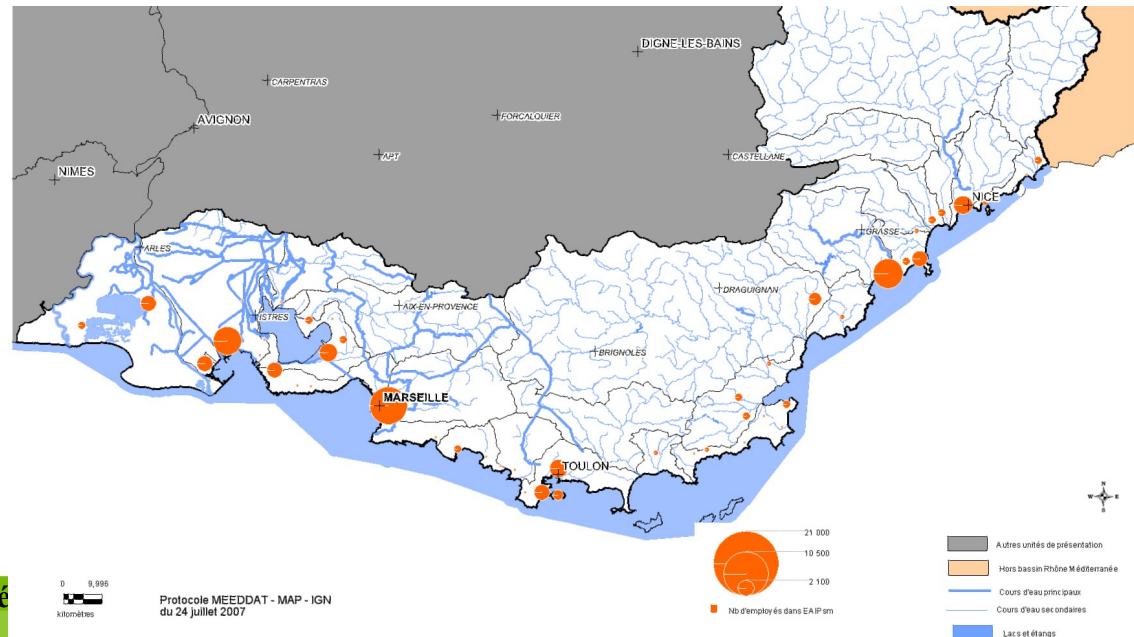 DIGNE-LES-BAINS
CARPENTRAS
FORCALQUIER
AVIGNON
APT
CASTELLANE
NIMES
NICE
GRASSE
ARLES
DRAGUIGNAN
AIX-EN-PROVENCE
ISTRES
BRIGNOLES
MARSEILLE
TOULON
N
W E
S
21 000
10 500
2 100
Nb d'employés dans EAIPsm
Autres unités de présentation
Hors bassin Rhône Méditerranée
Cours d'eau principaux
Cours d'eau secondaires
Lacs et étangs
0 9,996
kilomètres
Protocole MEEDDAT - MAP - IGN
du 24 juillet 2007